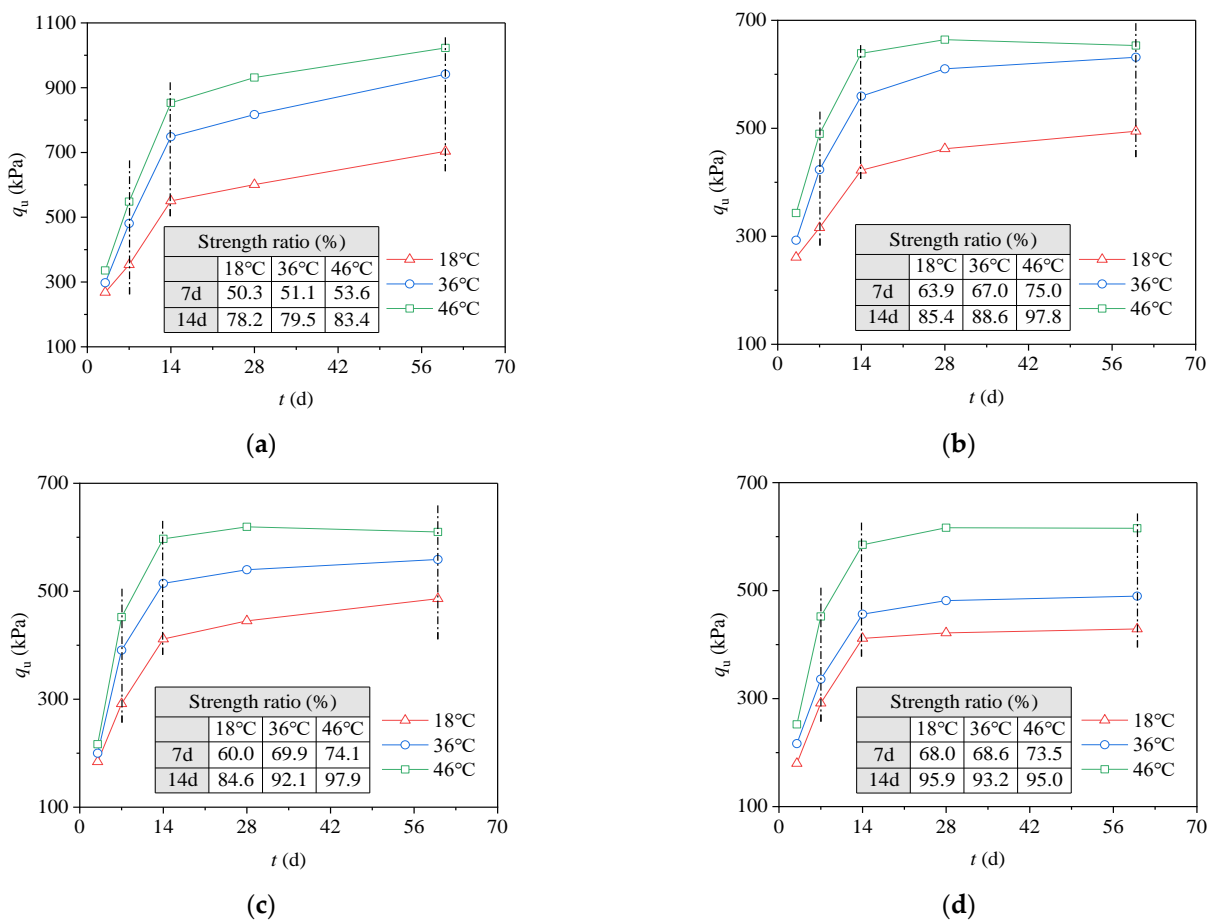 1100
900
700
500
300
100
q_u (kPa)
Strength ratio (%)
18℃ 36℃ 46℃
7d 50.3 51.1 53.6
14d 78.2 79.5 83.4
18℃
36℃
46℃
0 14 28 42 56 70
t (d)
(a)
700
500
300
100
q_u (kPa)
Strength ratio (%)
18℃ 36℃ 46℃
7d 63.9 67.0 75.0
14d 85.4 88.6 97.8
18℃
36℃
46℃
0 14 28 42 56 70
t (d)
(b)
700
500
300
100
q_u (kPa)
Strength ratio (%)
18℃ 36℃ 46℃
7d 60.0 69.9 74.1
14d 84.6 92.1 97.9
18℃
36℃
46℃
0 14 28 42 56 70
t (d)
(c)
700
500
300
100
q_u (kPa)
Strength ratio (%)
18℃ 36℃ 46℃
7d 68.0 68.6 73.5
14d 95.9 93.2 95.0
18℃
36℃
46℃
0 14 28 42 56 70
t (d)
(d)